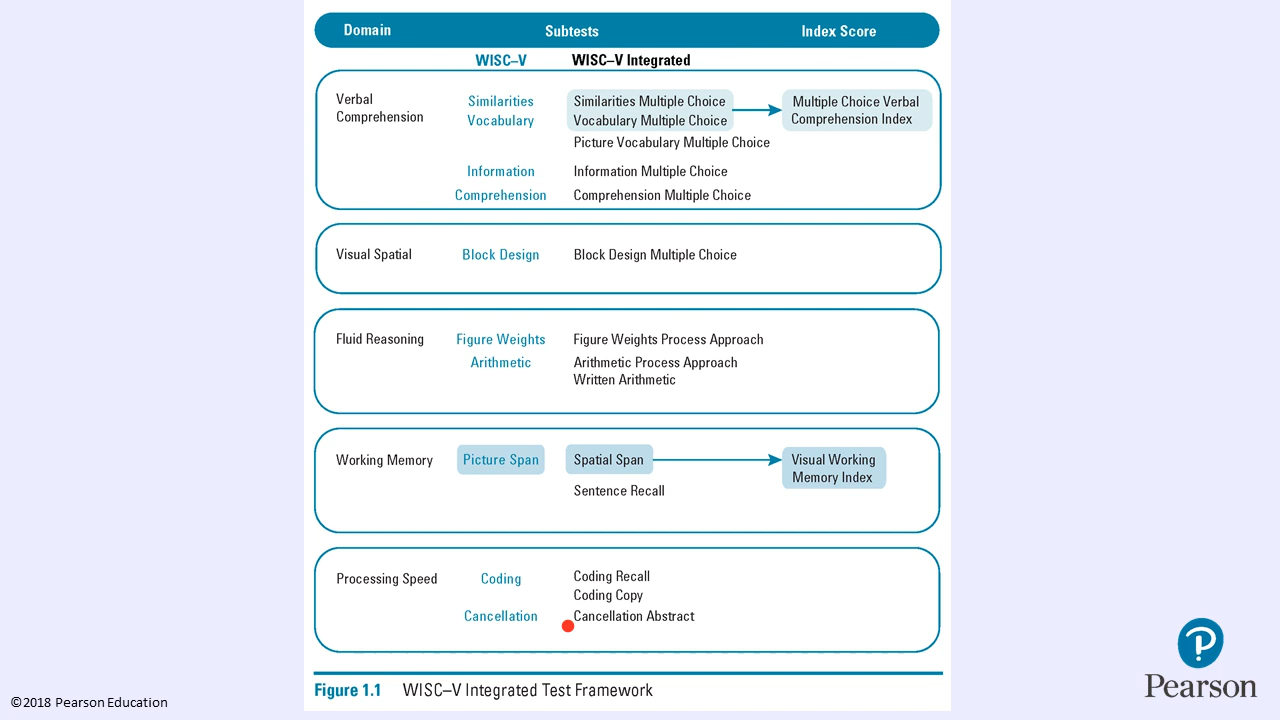 Domain Subtests Index Score
WISC–V WISC–V Integrated
Verbal
Comprehension
Similarities Similarities Multiple Choice Multiple Choice Verbal
Vocabulary Vocabulary Multiple Choice Comprehension Index
Picture Vocabulary Multiple Choice
Information Information Multiple Choice
Comprehension Comprehension Multiple Choice
Visual Spatial Block Design Block Design Multiple Choice
Fluid Reasoning Figure Weights Figure Weights Process Approach
Arithmetic Arithmetic Process Approach
Written Arithmetic
Working Memory Picture Span Spatial Span Visual Working
Memory Index
Sentence Recall
Processing Speed Coding Coding Recall
Coding Copy
Cancellation Cancellation Abstract
Figure 1.1 WISC–V Integrated Test Framework
©2018 Pearson Education
P
Pearson